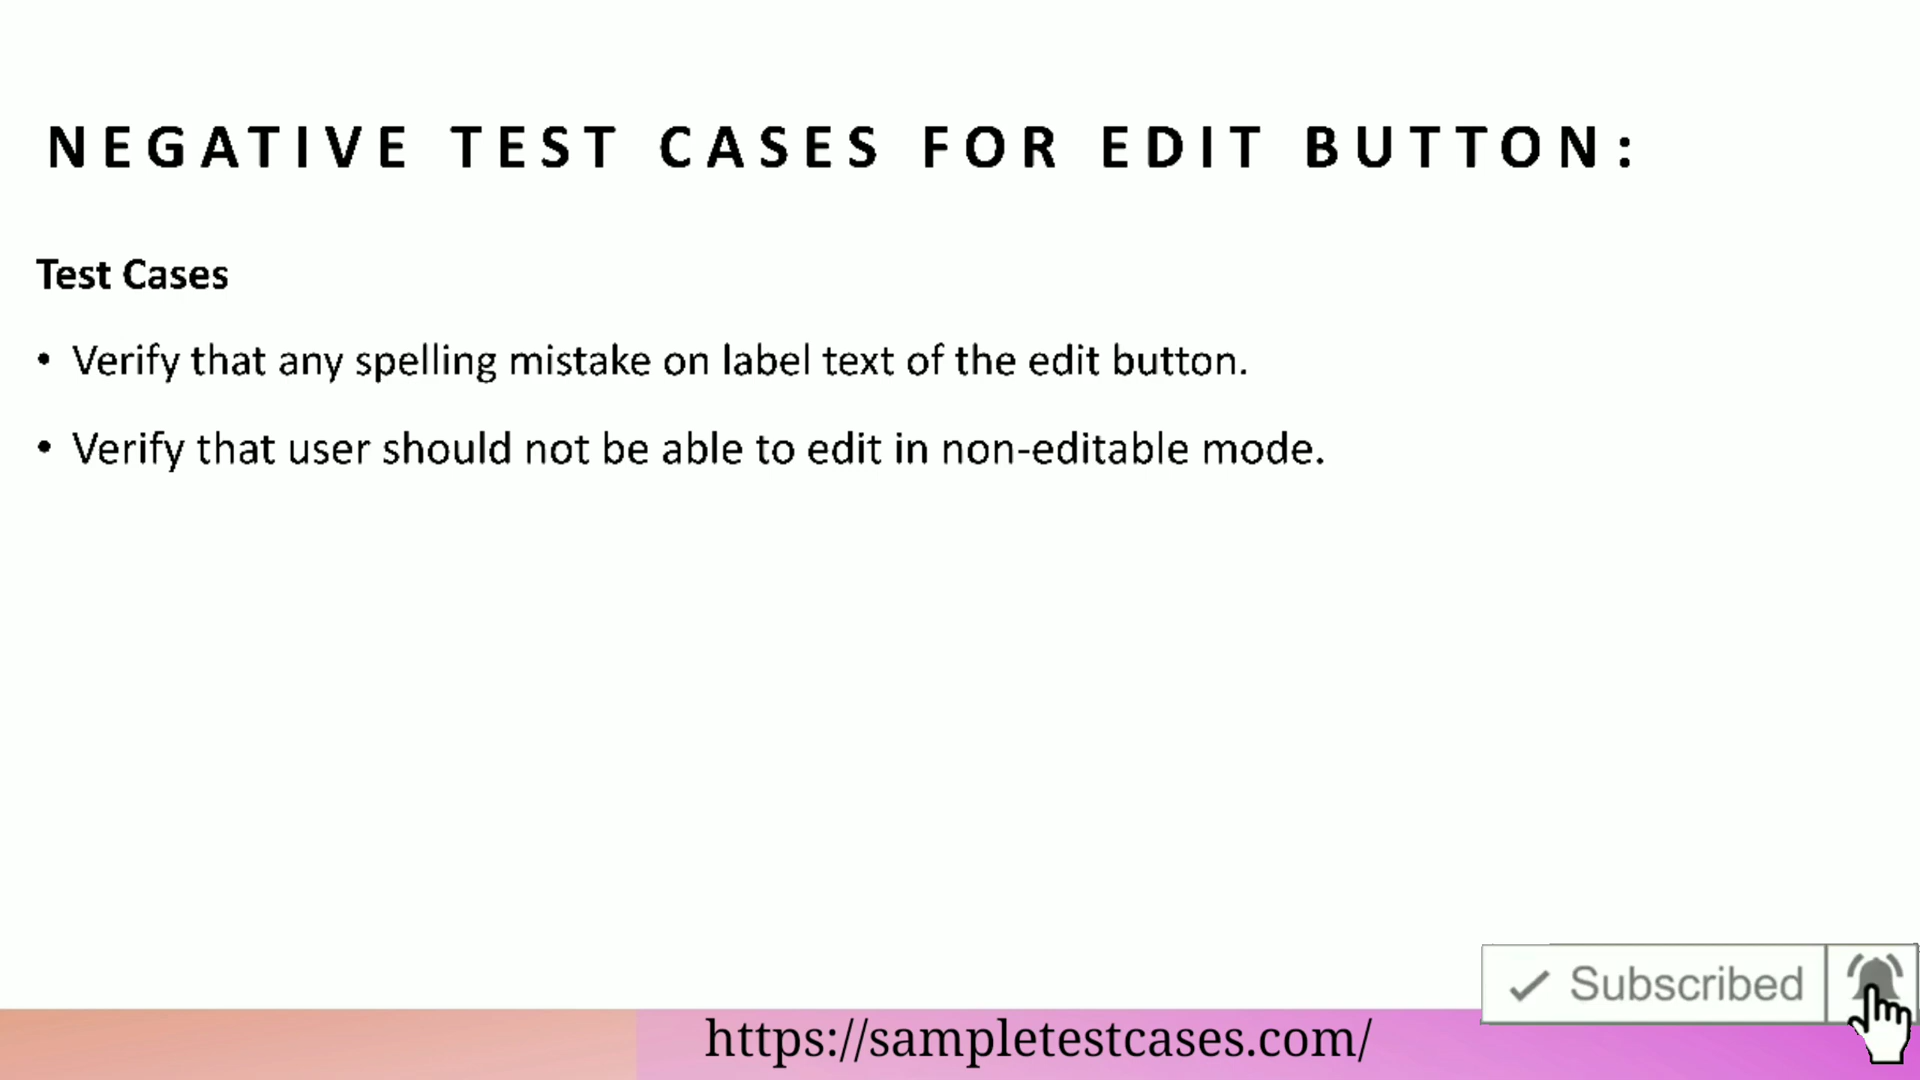 NEGATIVE TEST CASES FOR EDIT BUTTON:
Test Cases
• Verify that any spelling mistake on label text of the edit button.
• Verify that user should not be able to edit in non-editable mode.
Subscribed
https://sampletestcases.com/